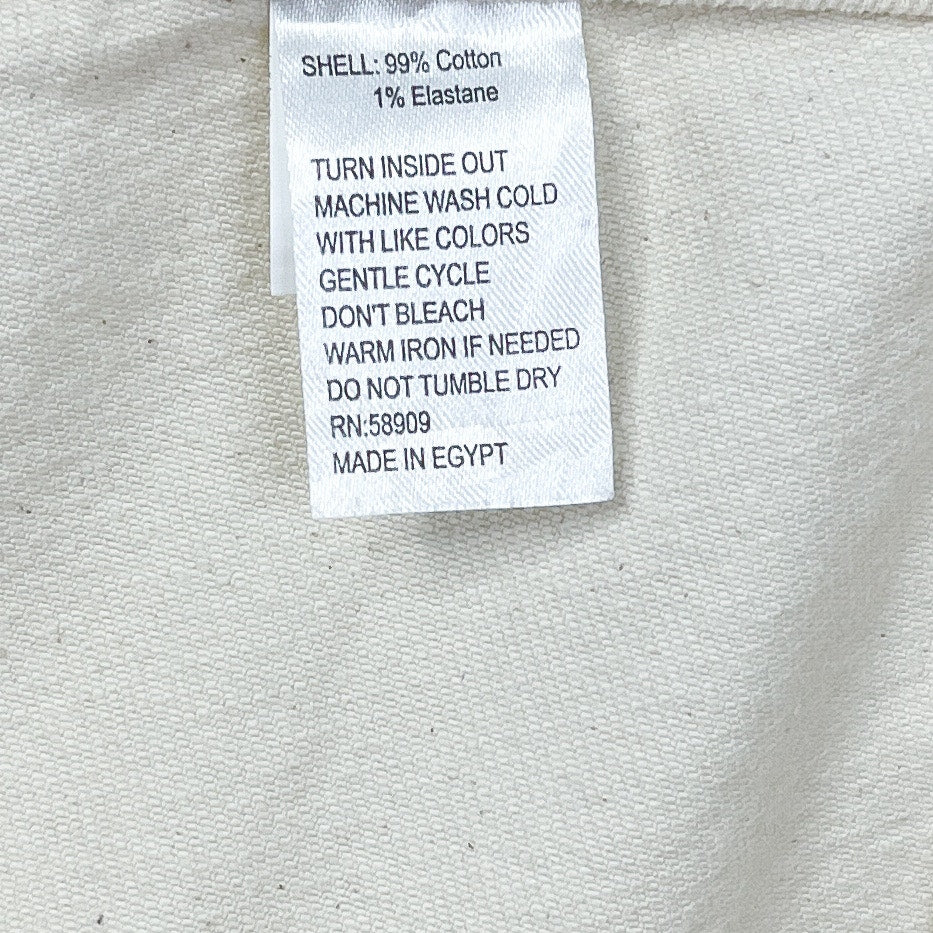 SHELL: 99% Cotton
1% Elastane
TURN INSIDE OUT
MACHINE WASH COLD
WITH LIKE COLORS
GENTLE CYCLE
DON'T BLEACH
WARM IRON IF NEEDED
DO NOT TUMBLE DRY
RN:58909
MADE IN EGYPT